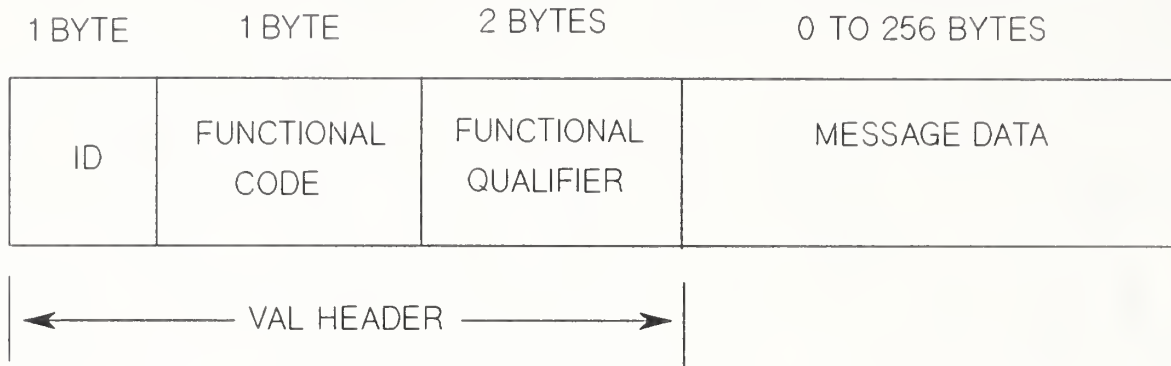 1 BYTE 1 BYTE 2 BYTES 0 TO 256 BYTES
ID
FUNCTIONAL
CODE
FUNCTIONAL
QUALIFIER
MESSAGE DATA
VAL HEADER